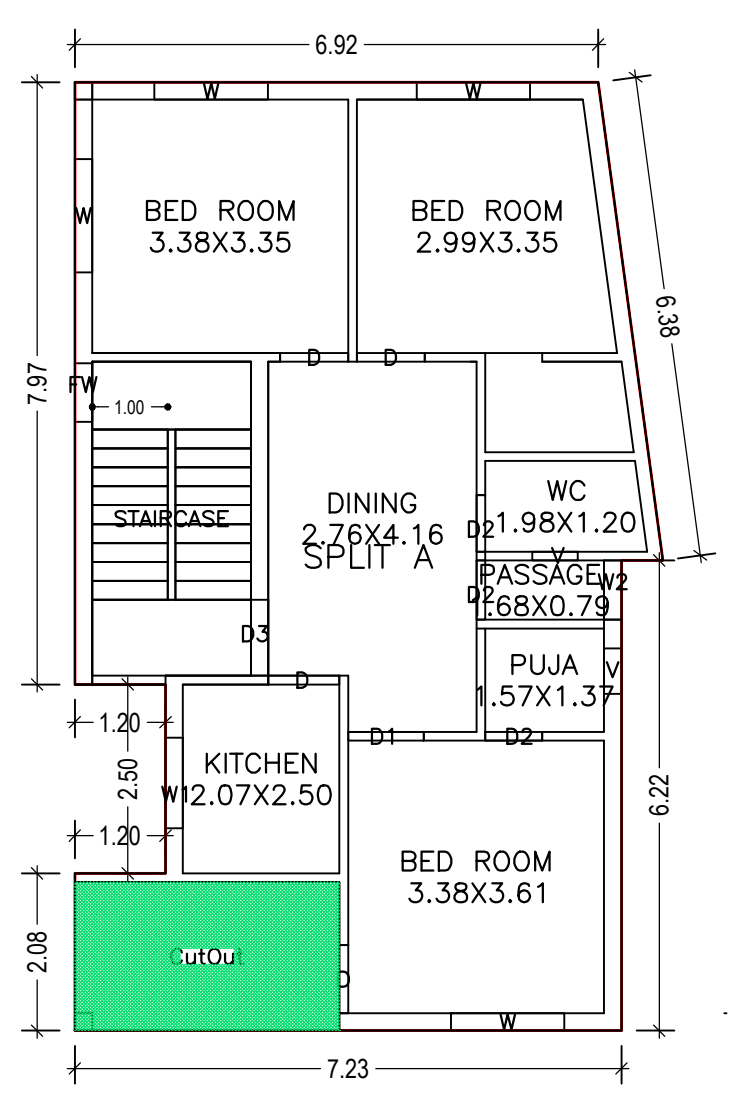 6.92
W
W
W
BED ROOM
3.38X3.35
BED ROOM
2.99X3.35
6.38
7.97
D
D
FW
1.00
STAIRCASE
DINING
2.76X4.16
SPLIT A
WC
1.98X1.20
D2
V
PASSAGE
.68X0.79
W2
D2
D3
PUJA
1.57X1.37
V
D
1.20
D1
D2
KITCHEN
2.07X2.50
W1
2.50
6.22
1.20
BED ROOM
3.38X3.61
2.08
CutOut
D
W
7.23